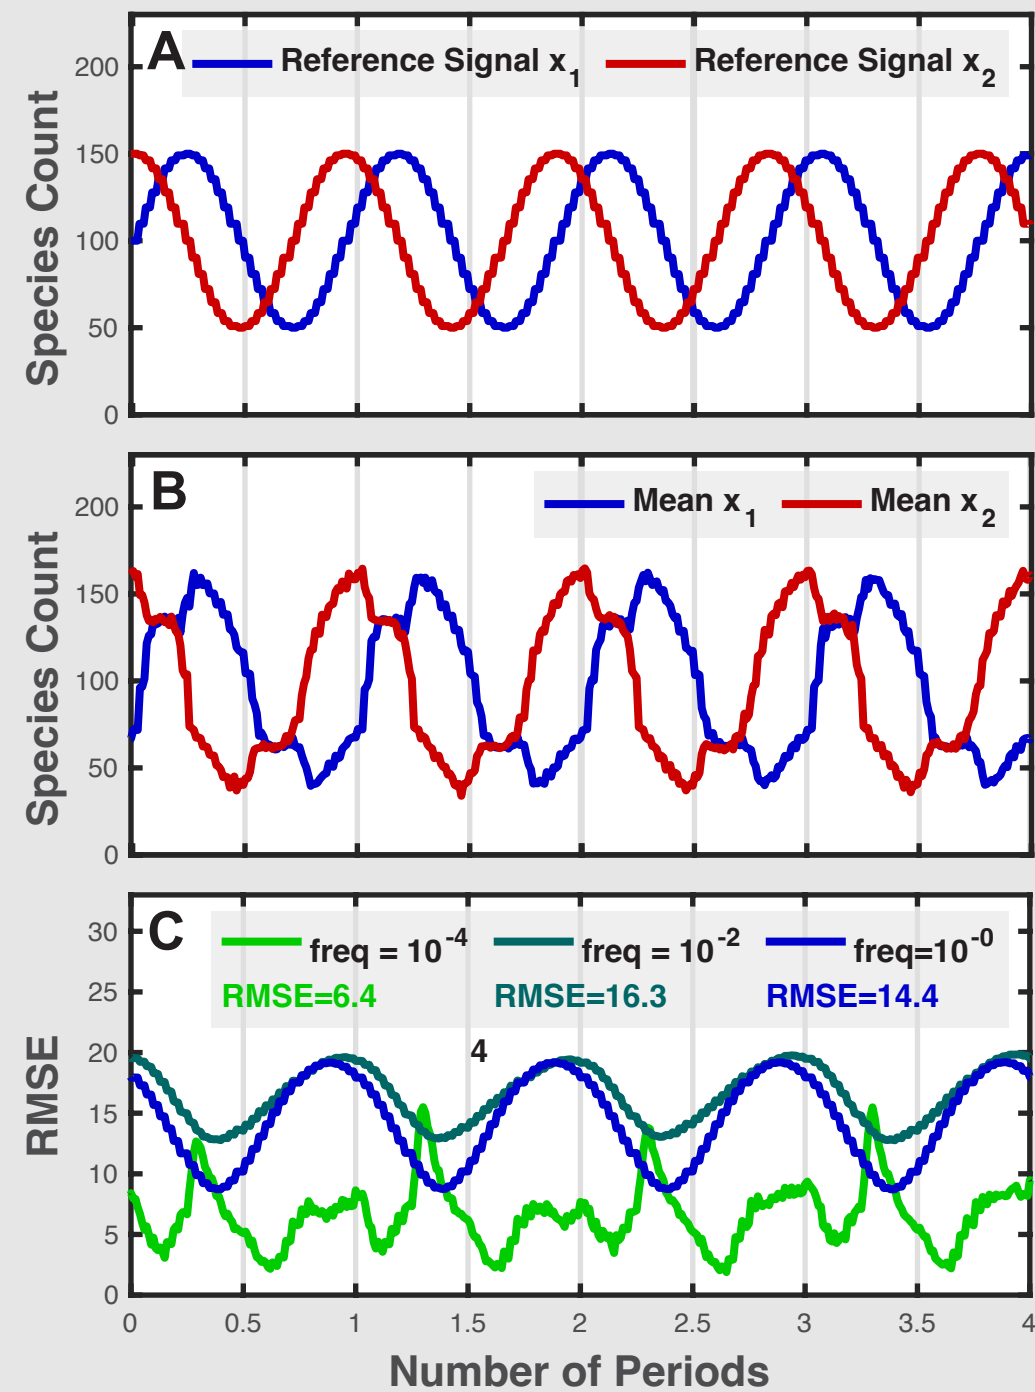 A
Reference Signal x1 Reference Signal x2
200
150
100
50
0
Species Count
B
Mean x1 Mean x2
200
150
100
50
0
Species Count
C
freq = 10-4 freq = 10-2 freq=10-0
RMSE=6.4 RMSE=16.3 RMSE=14.4
4
30
25
20
15
10
5
0
RMSE
0 0.5 1 1.5 2 2.5 3 3.5 4
Number of Periods